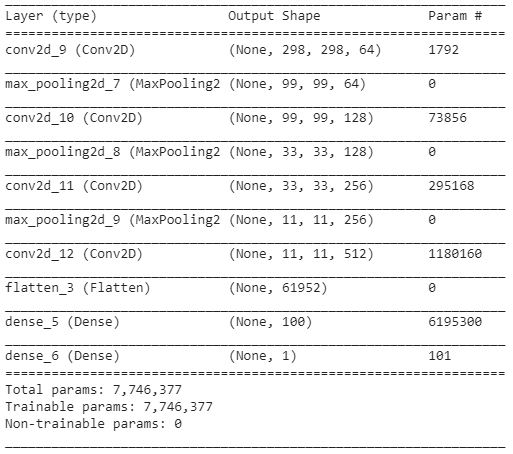 Layer (type) Output Shape Param #
conv2d_9 (Conv2D) (None, 298, 298, 64) 1792
max_pooling2d_7 (MaxPooling2 (None, 99, 99, 64) 0
conv2d_10 (Conv2D) (None, 99, 99, 128) 73856
max_pooling2d_8 (MaxPooling2 (None, 33, 33, 128) 0
conv2d_11 (Conv2D) (None, 33, 33, 256) 295168
max_pooling2d_9 (MaxPooling2 (None, 11, 11, 256) 0
conv2d_12 (Conv2D) (None, 11, 11, 512) 1180160
flatten_3 (Flatten) (None, 61952) 0
dense_5 (Dense) (None, 100) 6195300
dense_6 (Dense) (None, 1) 101
Total params: 7,746,377
Trainable params: 7,746,377
Non-trainable params: 0